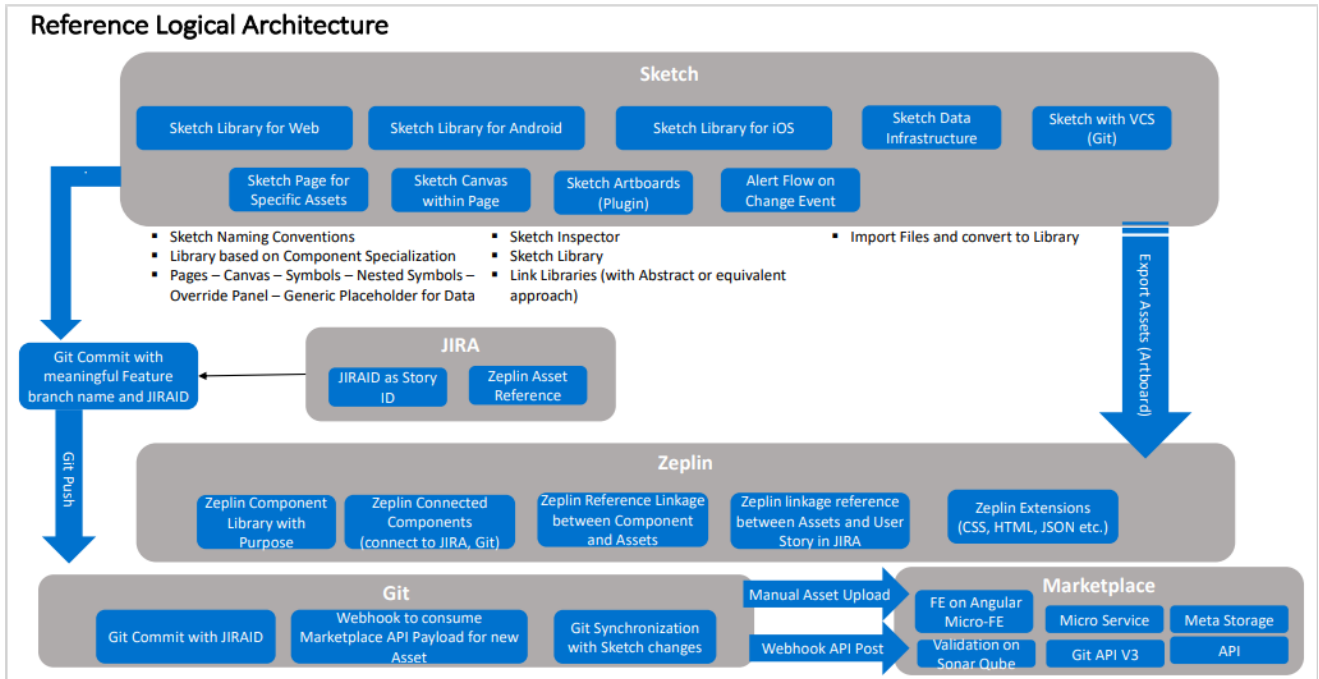 Reference Logical Architecture
Sketch
Sketch Library for Web
Sketch Library for Android
Sketch Library for iOS
Sketch Data
Infrastructure
Sketch with VCS
(Git)
Sketch Page for
Specific Assets
Sketch Canvas
within Page
Sketch Artboards
(Plugin)
Alert Flow on
Change Event
▪ Sketch Naming Conventions
▪ Library based on Component Specialization
▪ Pages – Canvas – Symbols – Nested Symbols –
Override Panel – Generic Placeholder for Data
▪ Sketch Inspector
▪ Sketch Library
▪ Link Libraries (with Abstract or equivalent
approach)
▪ Import Files and convert to Library
Export Assets (Artboard)
Git Commit with
meaningful Feature
branch name and JIRAID
JIRA
JIRAID as Story
ID
Zeplin Asset
Reference
Git Push
Zeplin
Zeplin Component
Library with
Purpose
Zeplin Connected
Components
(connect to JIRA, Git)
Zeplin Reference Linkage
between Component
and Assets
Zeplin linkage reference
between Assets and User
Story in JIRA
Zeplin Extensions
(CSS, HTML, JSON etc.)
Git
Git Commit with JIRAID
Webhook to consume
Marketplace API Payload for new
Asset
Git Synchronization
with Sketch changes
Manual Asset Upload
Webhook API Post
Marketplace
FE on Angular
Micro-FE
Micro Service
Meta Storage
Validation on
Sonar Qube
Git API V3
API